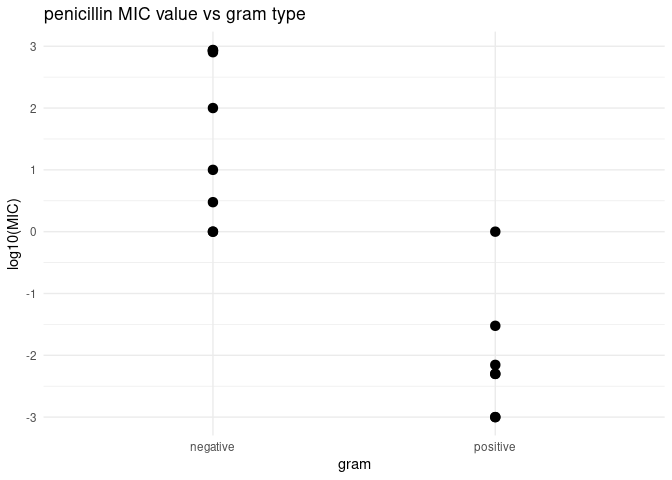 penicillin MIC value vs gram type
3
2
1
0
-1
-2
-3
log10(MIC)
negative
positive
gram